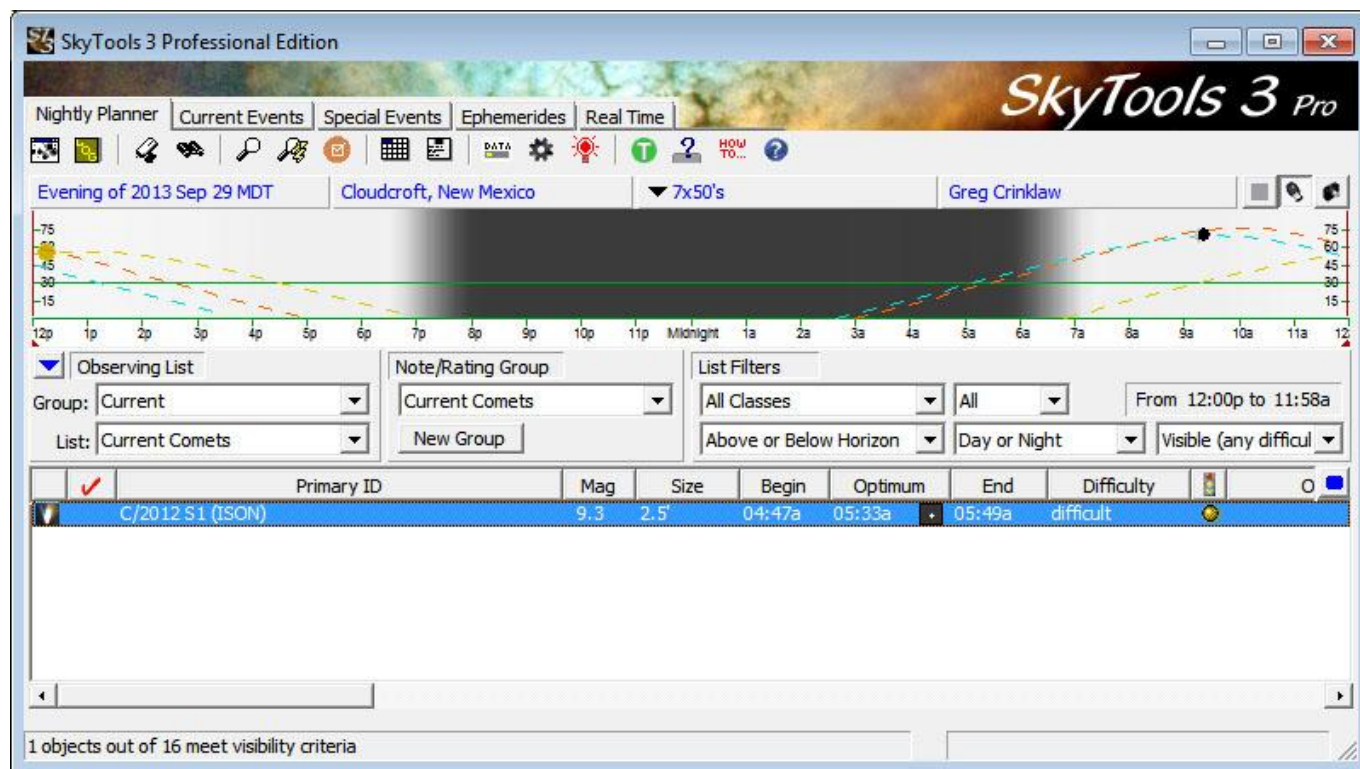 SkyTools 3 Professional Edition
SkyTools 3 Pro
Nightly Planner Current Events Special Events Ephemerides Real Time
DATA T ? HOW TO... ?
Evening of 2013 Sep 29 MDT Cloudcroft, New Mexico 7x50's Greg Crinklaw
75 75
60
45 45
30 30
15 15
12p 1p 2p 3p 4p 5p 6p 7p 8p 9p 10p 11p Midnight 1a 2a 3a 4a 5a 6a 7a 8a 9a 10a 11a 12
Observing List Note/Rating Group List Filters
Group: Current Current Comets All Classes All From 12:00p to 11:58a
List: Current Comets New Group Above or Below Horizon Day or Night Visible (any difficul
Primary ID Mag Size Begin Optimum End Difficulty O
C/2012 S1 (ISON) 9.3 2.5' 04:47a 05:33a 05:49a difficult
1 objects out of 16 meet visibility criteria